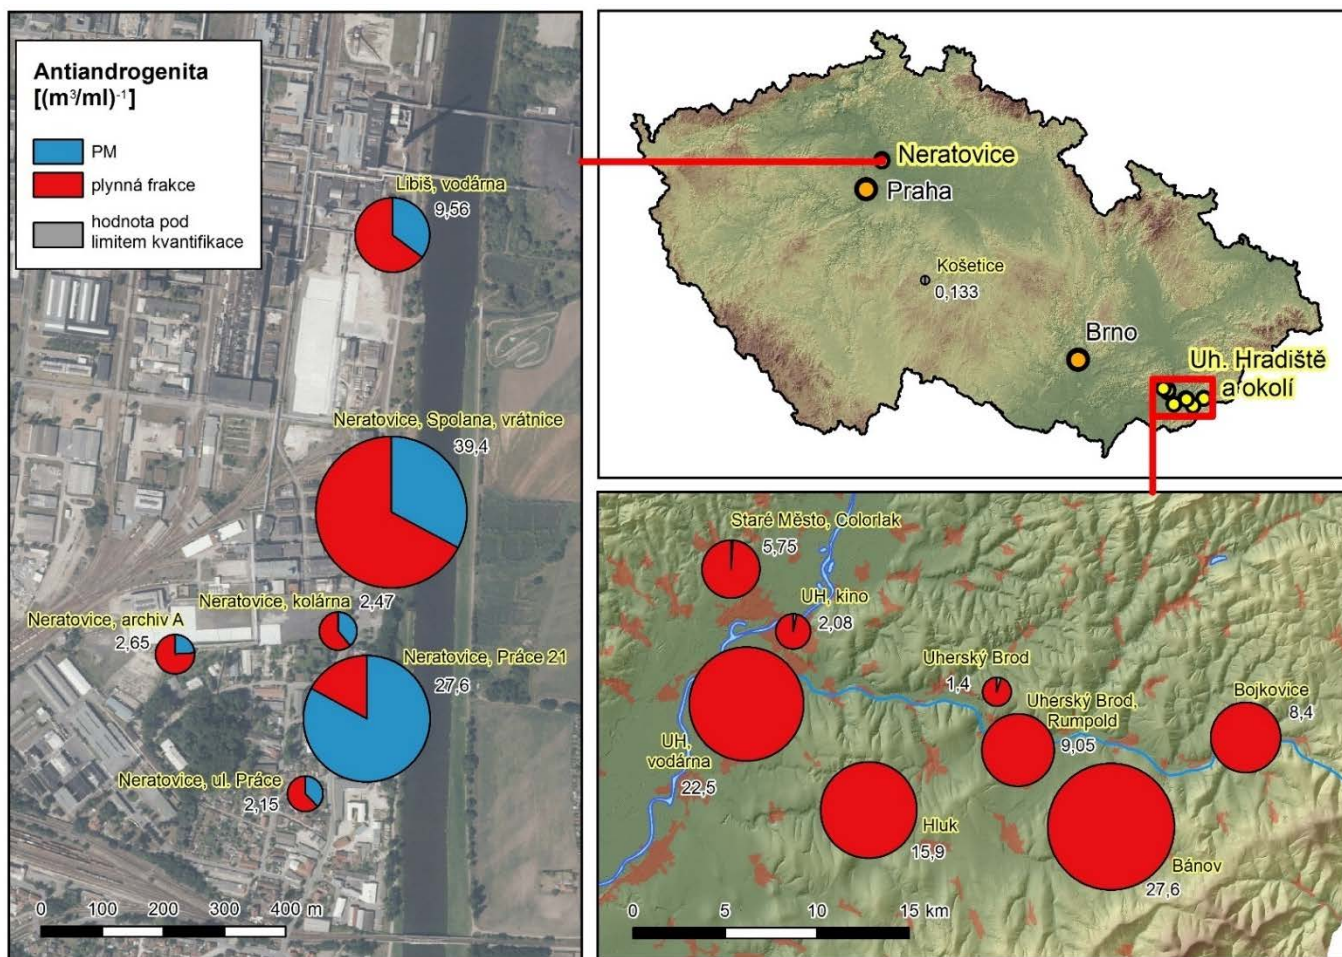 Antiandrogenita
[(m³/ml)⁻¹]
PM
plynná frakce
hodnota pod
limitem kvantifikace
Libiš, vodárna
9,56
Neratovice, Spolana, vrátnice
39,4
Neratovice, kolárna
2,47
Neratovice, archiv A
2,65
Neratovice, Práce 21
27,6
Neratovice, ul. Práce
2,15
0 100 200 300 400 m
Neratovice
Praha
Košetice
0,133
Brno
Uh. Hradiště
a okolí
Staré Město, Colorlak
5,75
UH, kino
2,08
Uherský Brod
1,4
Uherský Brod,
Rumpold
9,05
Bojkovice
8,4
UH,
vodárna
22,5
Hluk
15,9
Bánov
27,6
0 5 10 15 km